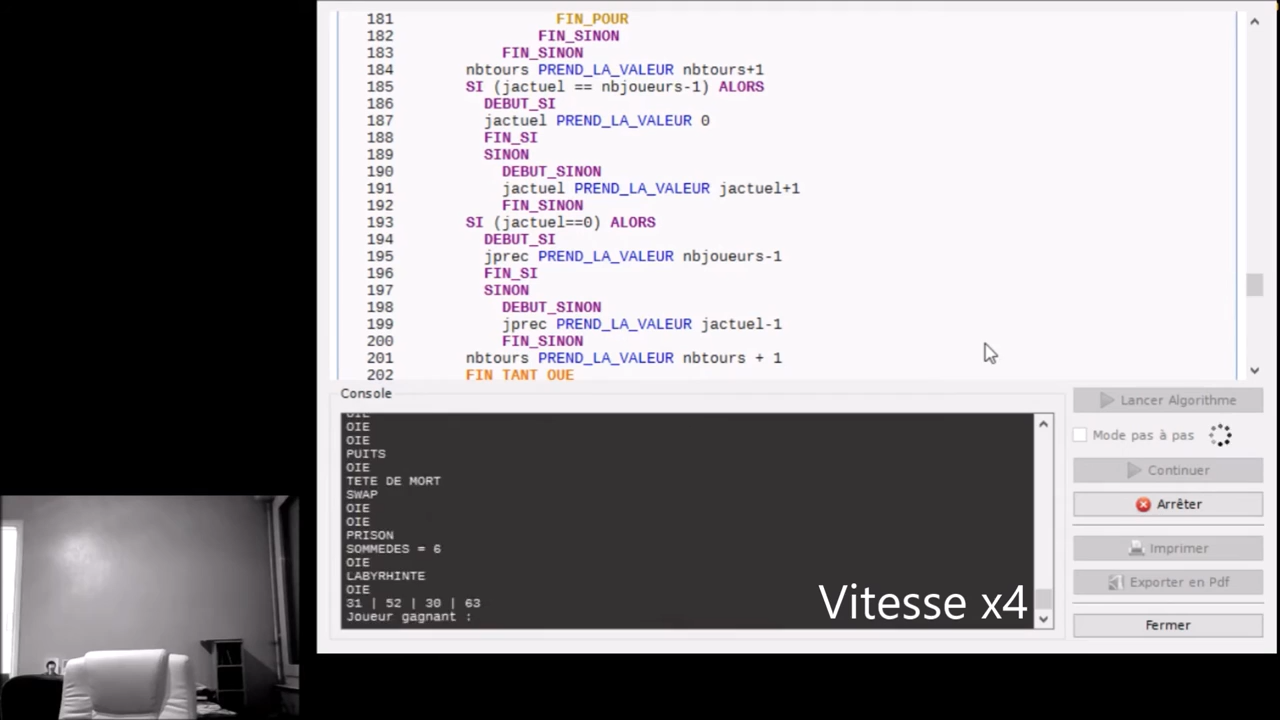 181 FIN_POUR
182 FIN_SINON
183 FIN_SINON
184 nbtours PREND_LA_VALEUR nbtours+1
185 SI (jactuel == nbjoueurs-1) ALORS
186 DEBUT_SI
187 jactuel PREND_LA_VALEUR 0
188 FIN_SI
189 SINON
190 DEBUT_SINON
191 jactuel PREND_LA_VALEUR jactuel+1
192 FIN_SINON
193 SI (jactuel==0) ALORS
194 DEBUT_SI
195 jprec PREND_LA_VALEUR nbjoueurs-1
196 FIN_SI
197 SINON
198 DEBUT_SINON
199 jprec PREND_LA_VALEUR jactuel-1
200 FIN_SINON
201 nbtours PREND_LA_VALEUR nbtours + 1
202 FIN_TANT_QUE
Console
OIE
OIE
OIE
PUITS
OIE
TETE DE MORT
SWAP
OIE
OIE
PRISON
SOMMEDES = 6
OIE
LABYRHINTE
OIE
31 | 52 | 30 | 63
Joueur gagnant :
Vitesse x4
Lancer Algorithme
Mode pas à pas
Continuer
Arrêter
Imprimer
Exporter en Pdf
Fermer